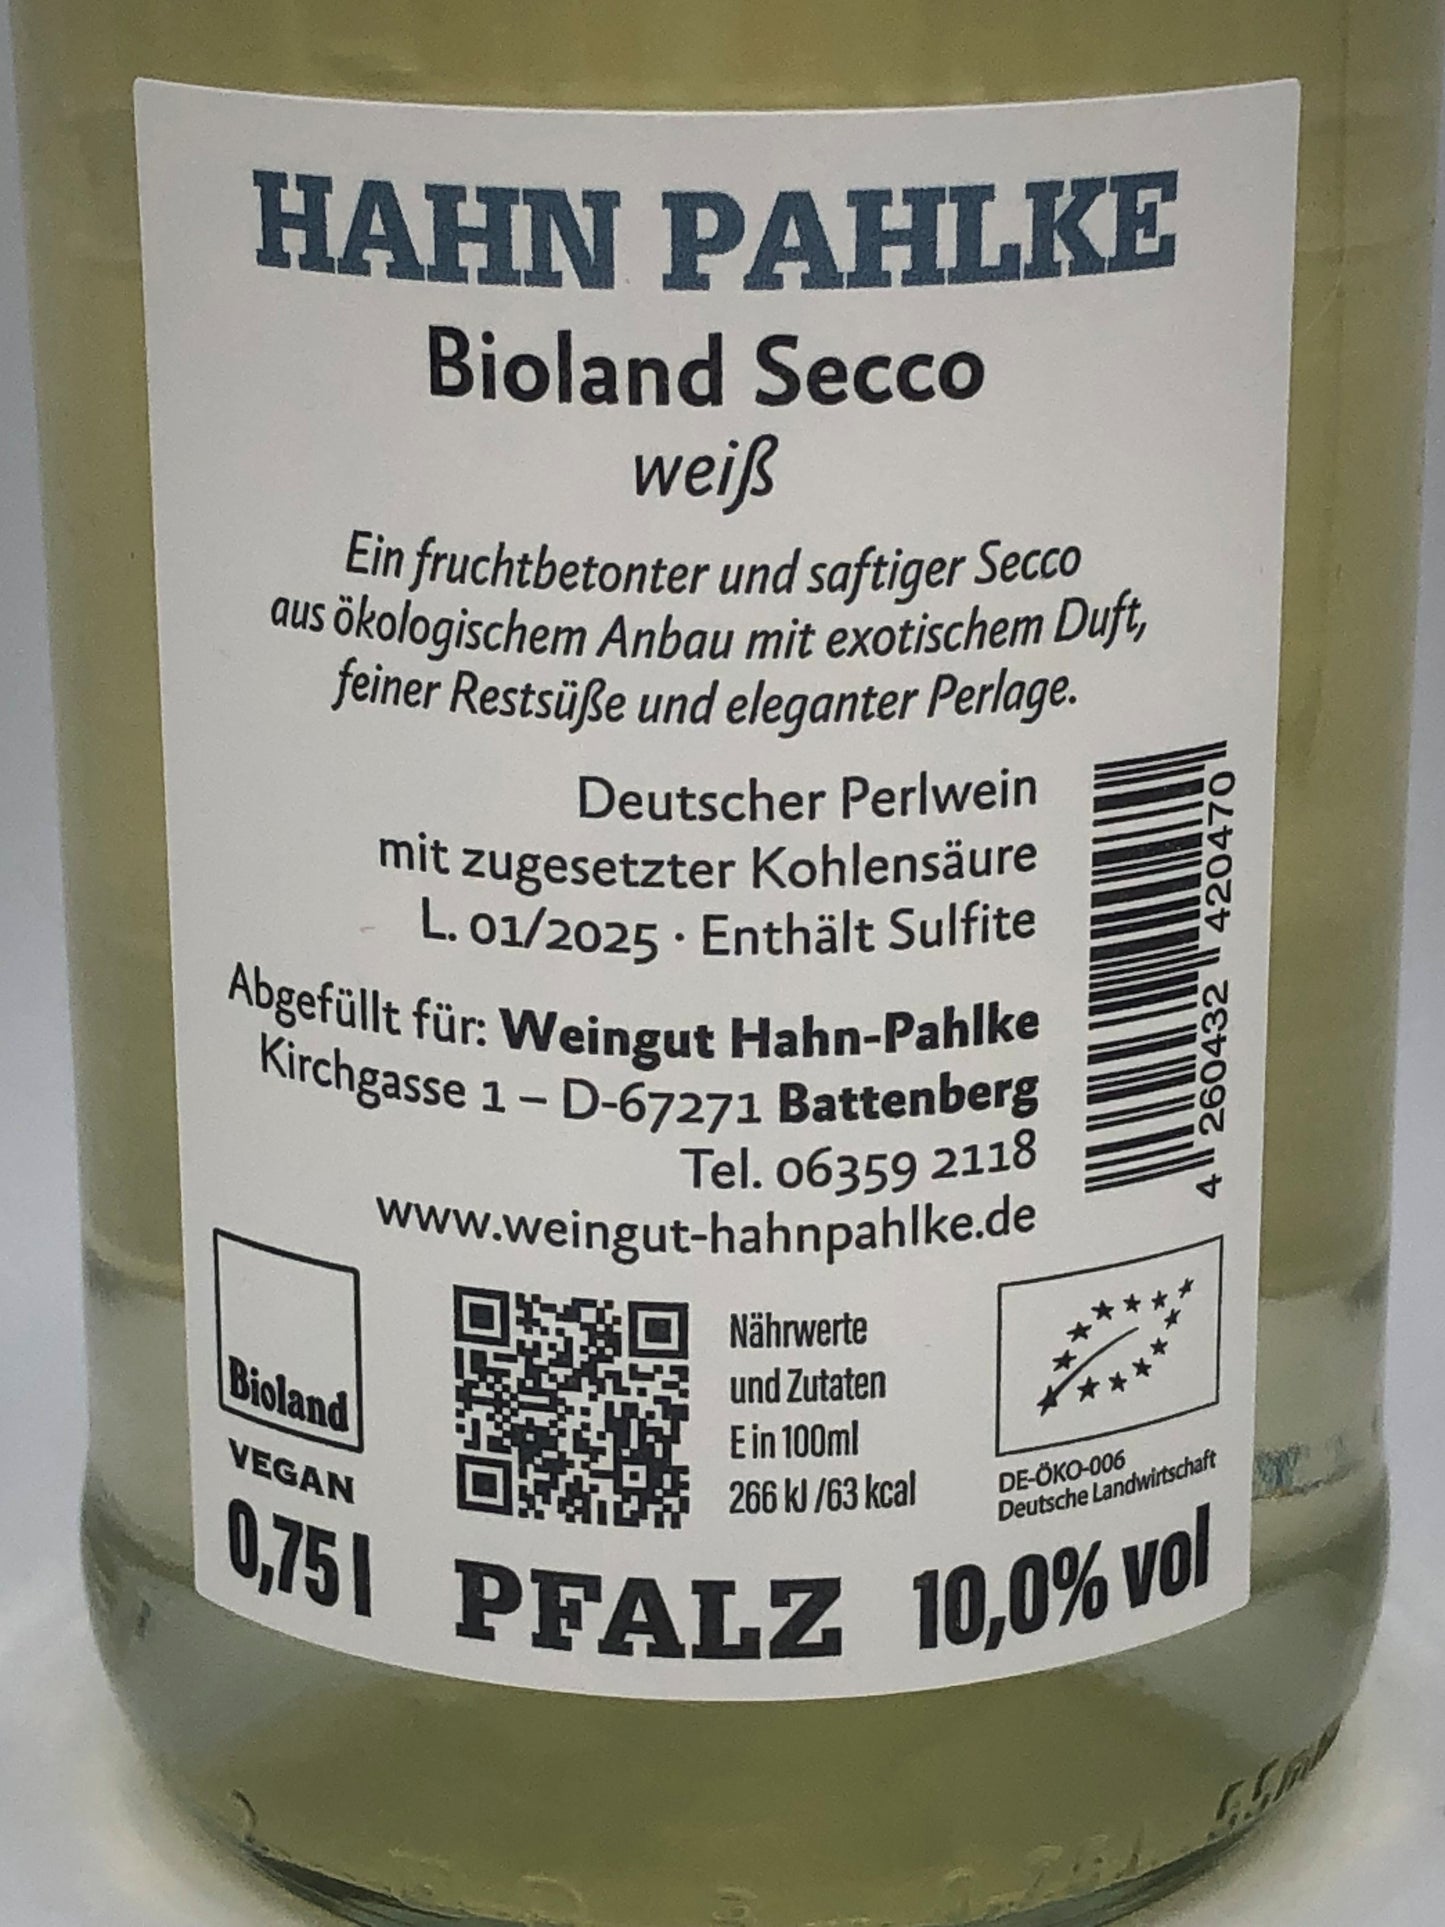 HAHN PAHLKE
Bioland Secco
weiß
Ein fruchtbetonter und saftiger Secco
aus ökologischem Anbau mit exotischem Duft,
feiner Restsüße und eleganter Perlage.
Deutscher Perlwein
mit zugesetzter Kohlensäure
L. 01/2025 · Enthält Sulfite
Abgefüllt für: Weingut Hahn-Pahlke
Kirchgasse 1 – D-67271 Battenberg
Tel. 06359 2118
www.weingut-hahnpahlke.de
4 260432 420470
Bioland
VEGAN
Nährwerte
und Zutaten
E in 100ml
266 kJ /63 kcal
DE-ÖKO-006
Deutsche Landwirtschaft
0,75 l
PFALZ
10,0% vol